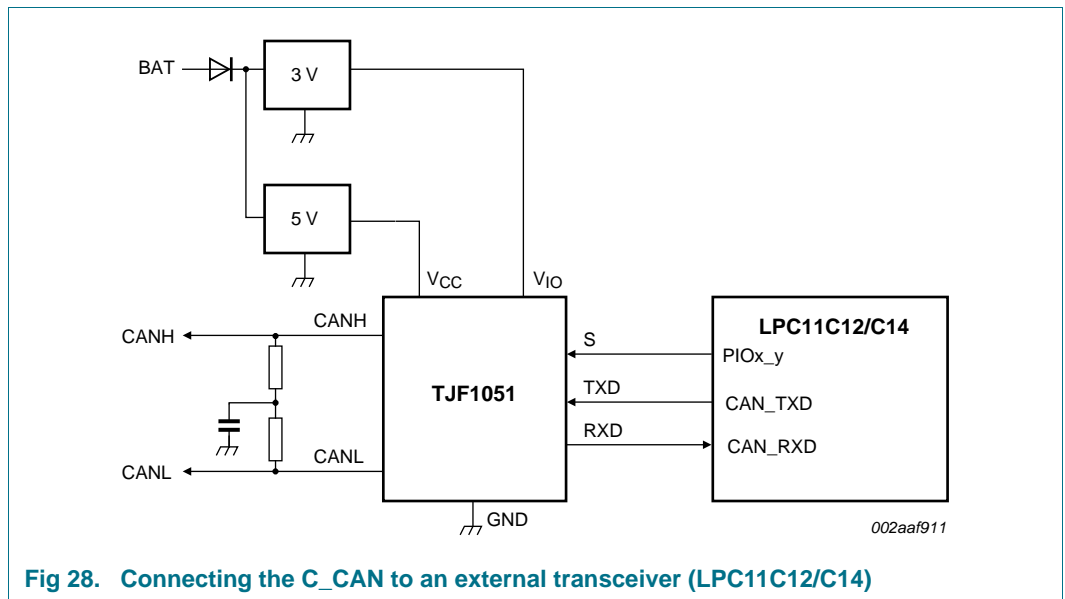 BAT
3 V
5 V
VCC
VIO
CANH
CANH
S
LPC11C12/C14
PIOx_y
TJF1051
TXD
CAN_TXD
RXD
CAN_RXD
CANL
CANL
GND
002aaf911
Fig 28. Connecting the C_CAN to an external transceiver (LPC11C12/C14)